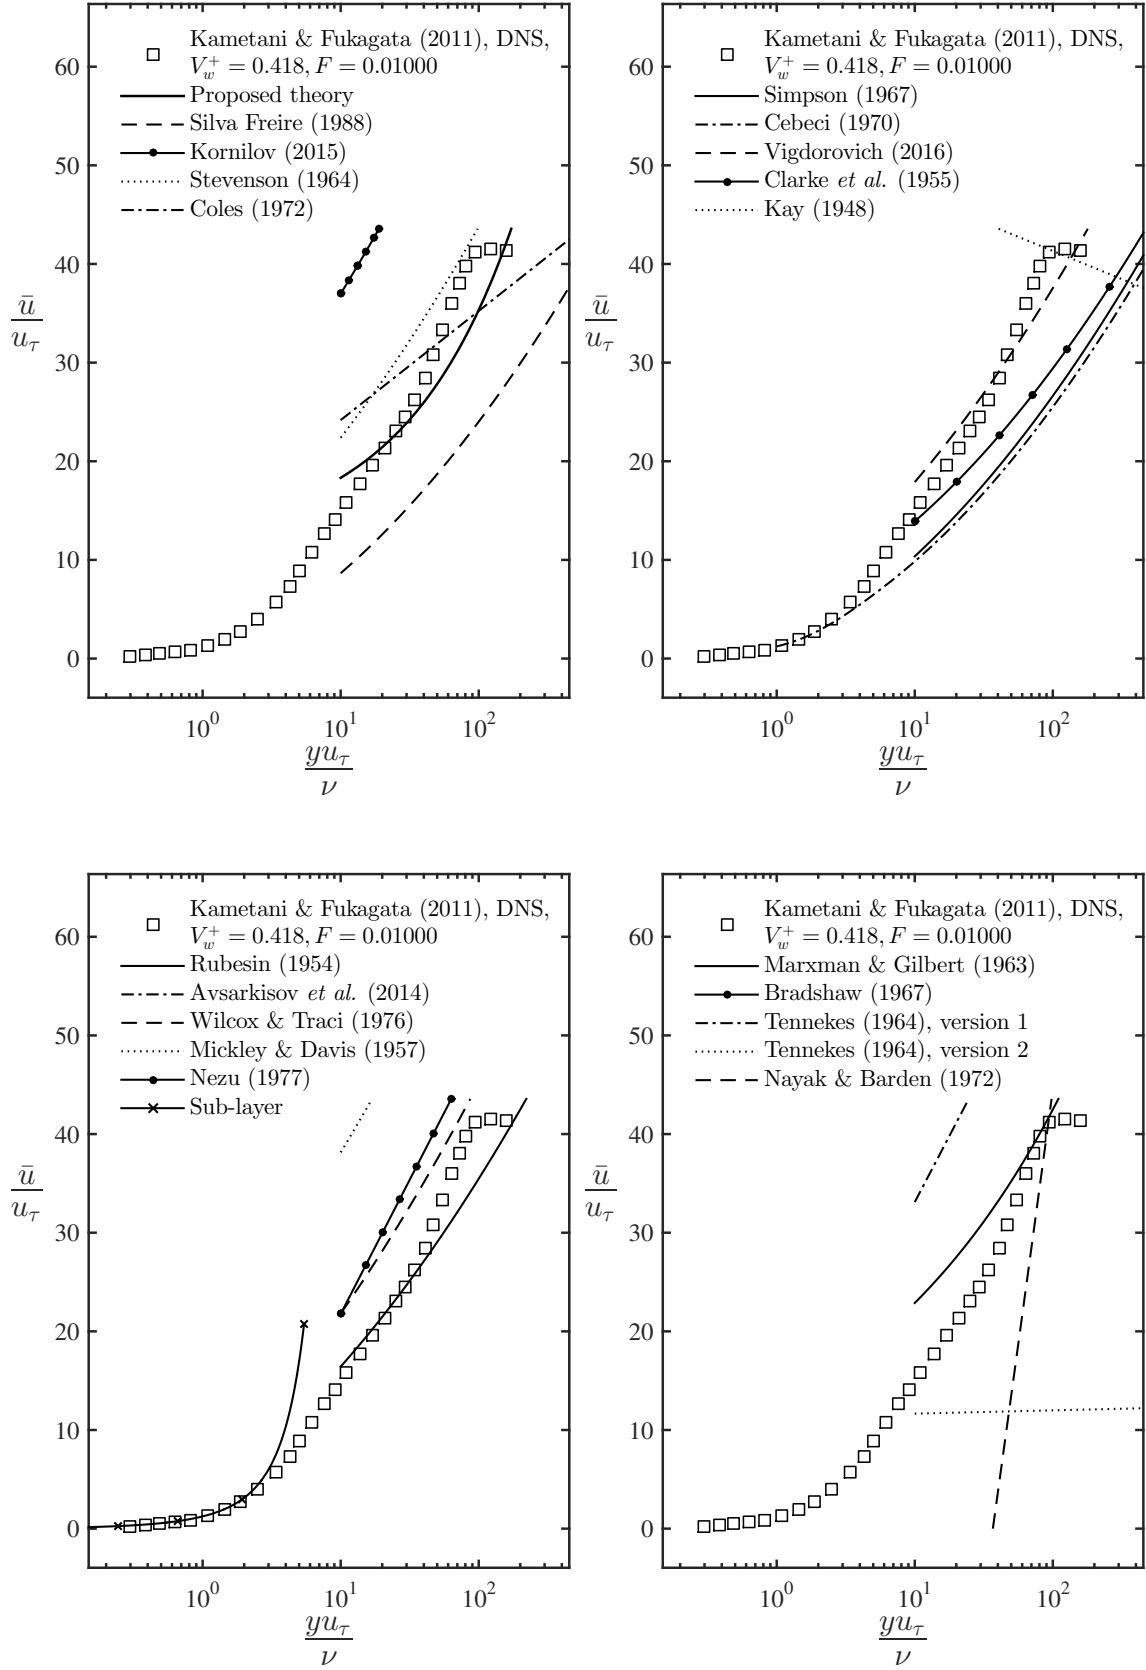 Kametani & Fukagata (2011), DNS,
V_w^+ = 0.418, F = 0.01000
Proposed theory
Silva Freire (1988)
Kornilov (2015)
Stevenson (1964)
Coles (1972)
60
50
40
30
20
10
0
ū/u_τ
10^0
10^1
10^2
yu_τ/ν
Kametani & Fukagata (2011), DNS,
V_w^+ = 0.418, F = 0.01000
Simpson (1967)
Cebeci (1970)
Vigdorovich (2016)
Clarke et al. (1955)
Kay (1948)
60
50
40
30
20
10
0
ū/u_τ
10^0
10^1
10^2
yu_τ/ν
Kametani & Fukagata (2011), DNS,
V_w^+ = 0.418, F = 0.01000
Rubesin (1954)
Avsarkisov et al. (2014)
Wilcox & Traci (1976)
Mickley & Davis (1957)
Nezu (1977)
Sub-layer
60
50
40
30
20
10
0
ū/u_τ
10^0
10^1
10^2
yu_τ/ν
Kametani & Fukagata (2011), DNS,
V_w^+ = 0.418, F = 0.01000
Marxman & Gilbert (1963)
Bradshaw (1967)
Tennekes (1964), version 1
Tennekes (1964), version 2
Nayak & Barden (1972)
60
50
40
30
20
10
0
ū/u_τ
10^0
10^1
10^2
yu_τ/ν